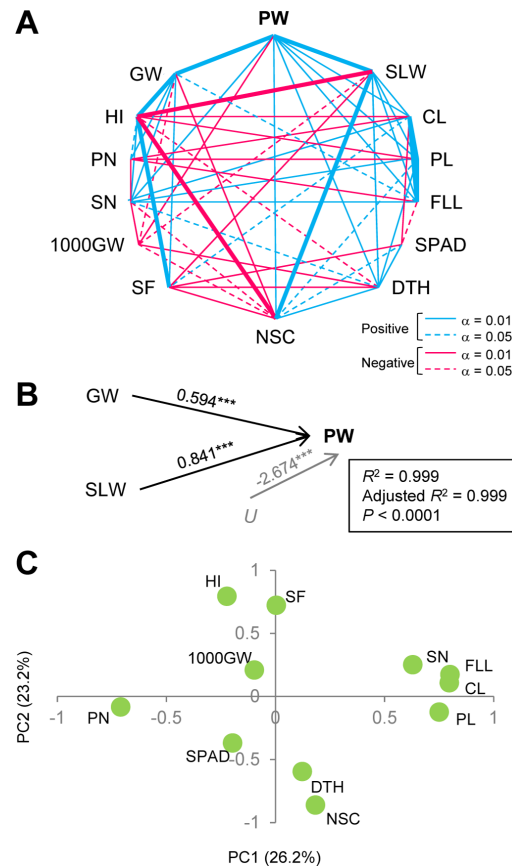 A
PW
GW
SLW
HI
CL
PN
PL
SN
FLL
1000GW
SPAD
SF
DTH
NSC
Positive
α = 0.01
α = 0.05
Negative
α = 0.01
α = 0.05
B
GW
0.594***
PW
0.841***
-2.674***
SLW
U
R² = 0.999
Adjusted R² = 0.999
P < 0.0001
C
1
HI
SF
0.5
1000GW
SN
FLL
CL
PL
0
-1
-0.5
0
0.5
1
PN
SPAD
-0.5
DTH
NSC
-1
PC2 (23.2%)
PC1 (26.2%)